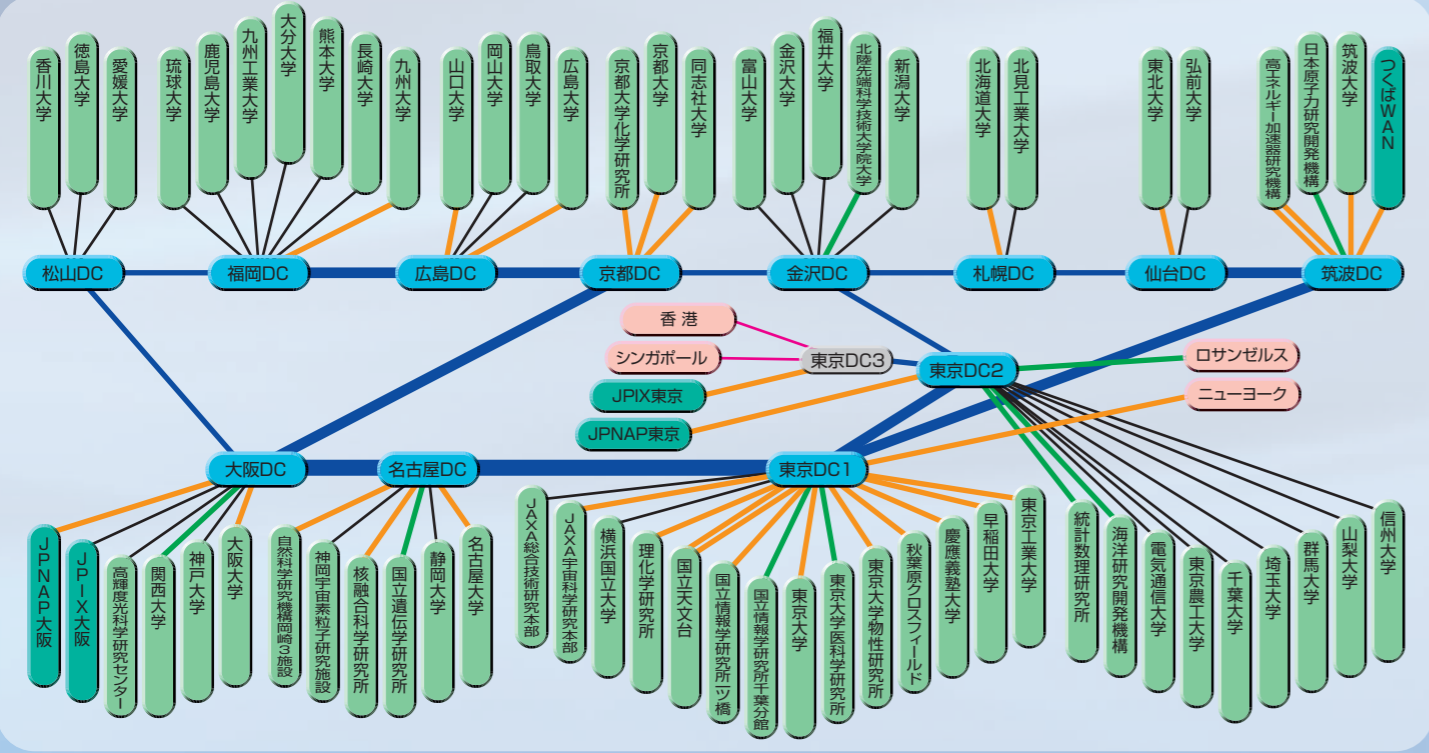 香川大学
徳島大学
愛媛大学
琉球大学
鹿児島大学
九州工業大学
大分大学
熊本大学
長崎大学
九州大学
山口大学
岡山大学
鳥取大学
広島大学
京都大学化学研究所
京都大学
同志社大学
富山大学
金沢大学
福井大学
北陸先端科学技術大学院大学
新潟大学
北海道大学
北見工業大学
東北大学
弘前大学
高エネルギー加速器研究機構
日本原子力研究開発機構
筑波大学
つくばWAN
松山DC
福岡DC
広島DC
京都DC
金沢DC
札幌DC
仙台DC
筑波DC
香港
シンガポール
東京DC3
東京DC2
ロサンゼルス
JPIX東京
ニューヨーク
JPNAP東京
大阪DC
名古屋DC
東京DC1
JPNAP大阪
JPIX大阪
高輝度光科学研究センター
関西大学
神戸大学
大阪大学
自然科学研究機構岡崎3施設
神岡宇宙素粒子研究施設
核融合科学研究所
国立遺伝学研究所
静岡大学
名古屋大学
JAXA総合技術研究本部
JAXA宇宙科学研究本部
横浜国立大学
理化学研究所
国立天文台
国立情報学研究所一ツ橋
国立情報学研究所千葉分館
東京大学
東京大学医科学研究所
東京大学物性研究所
秋葉原クロスフィールド
慶應義塾大学
早稲田大学
東京工業大学
統計数理研究所
海洋研究開発機構
電気通信大学
東京農工大学
千葉大学
埼玉大学
群馬大学
山梨大学
信州大学